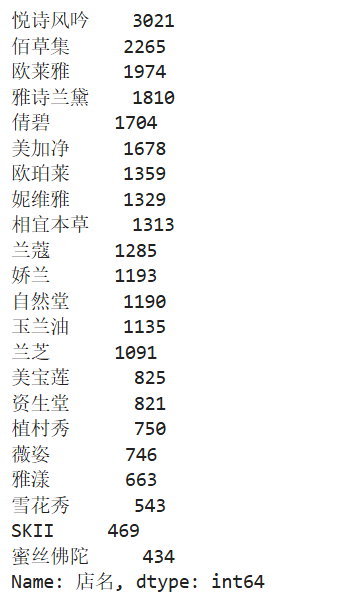 悦诗风吟 3021
佰草集 2265
欧莱雅 1974
雅诗兰黛 1810
倩碧 1704
美加净 1678
欧珀莱 1359
妮维雅 1329
相宜本草 1313
兰蔻 1285
娇兰 1193
自然堂 1190
玉兰油 1135
兰芝 1091
美宝莲 825
资生堂 821
植村秀 750
薇姿 746
雅漾 663
雪花秀 543
SKII 469
蜜丝佛陀 434
Name: 店名, dtype: int64